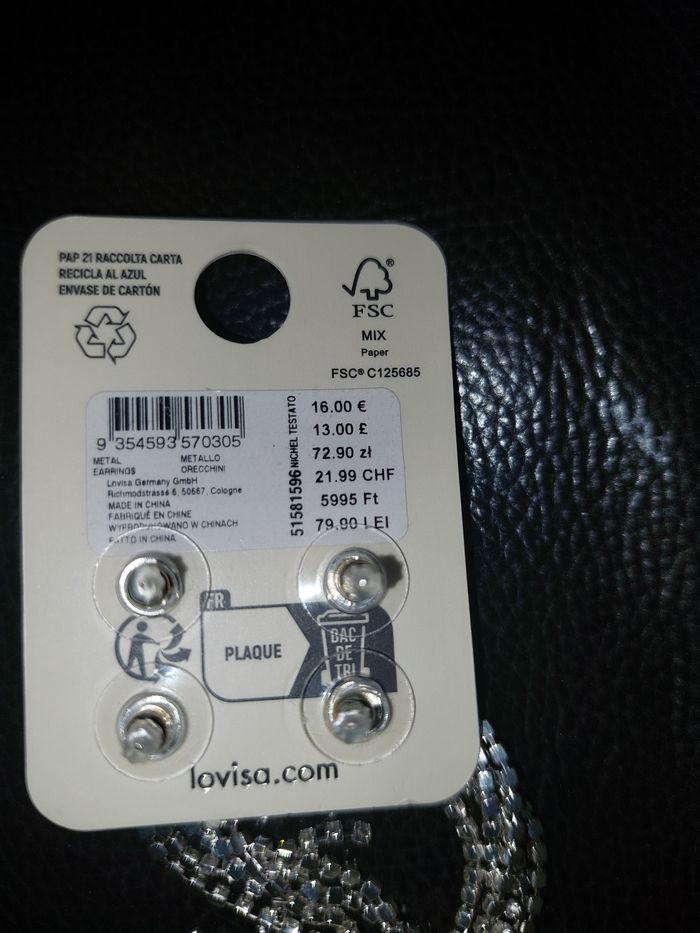 PAP 21 RACCOLTA CARTA
RECICLA AL AZUL
ENVASE DE CARTÓN
FSC®
MIX
Paper
FSC® C125685
9 354593 570305
METAL METALLO
EARRINGS ORECCHINI
Lovisa Germany GmbH
Richmodstrasse 6, 50667, Cologne
MADE IN CHINA
FABRIQUÉ EN CHINE
WYPRODUKOWANO W CHINACH
FATTO IN CHINA
51581596 NICHEL TESTATO
16.00 €
13.00 £
72.90 zł
21.99 CHF
5995 Ft
79.90 LEI
FR
PLAQUE
BAC
DE
TRI
lovisa.com